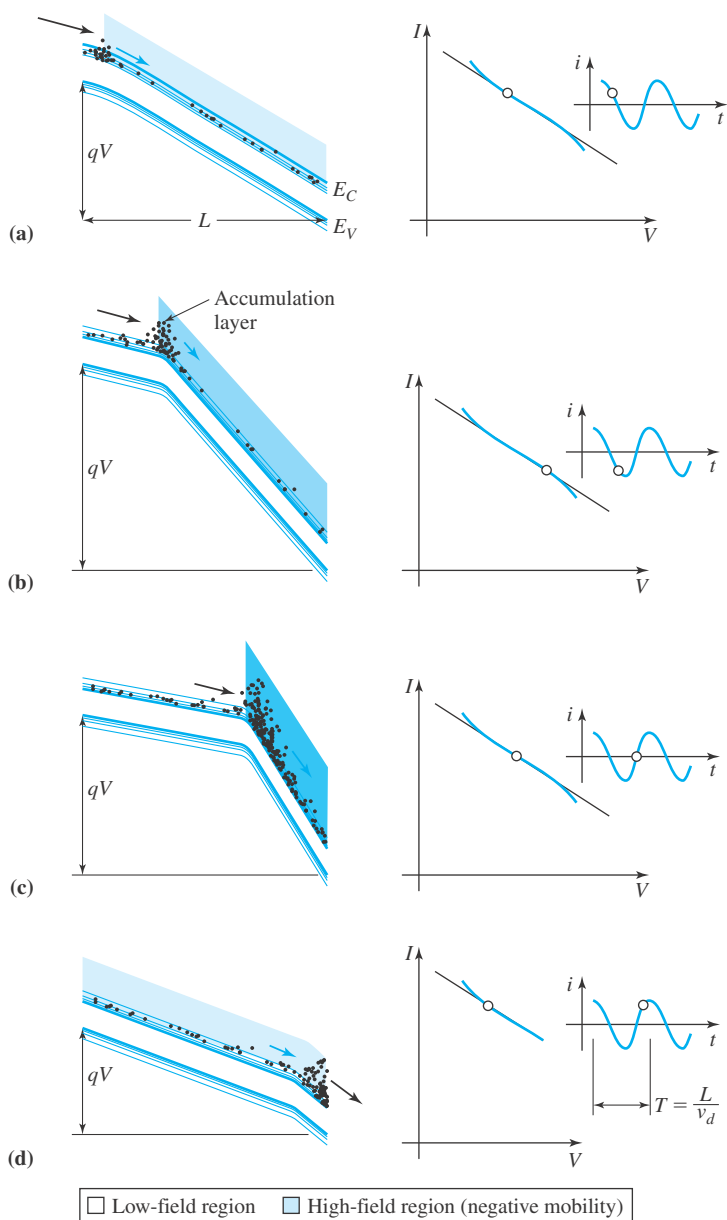 I
i
t
qV
E_C
L
E_V
(a)
V
Accumulation
layer
I
i
t
qV
(b)
V
I
i
t
qV
(c)
V
I
i
t
qV
T = L/v_d
(d)
V
Low-field region High-field region (negative mobility)